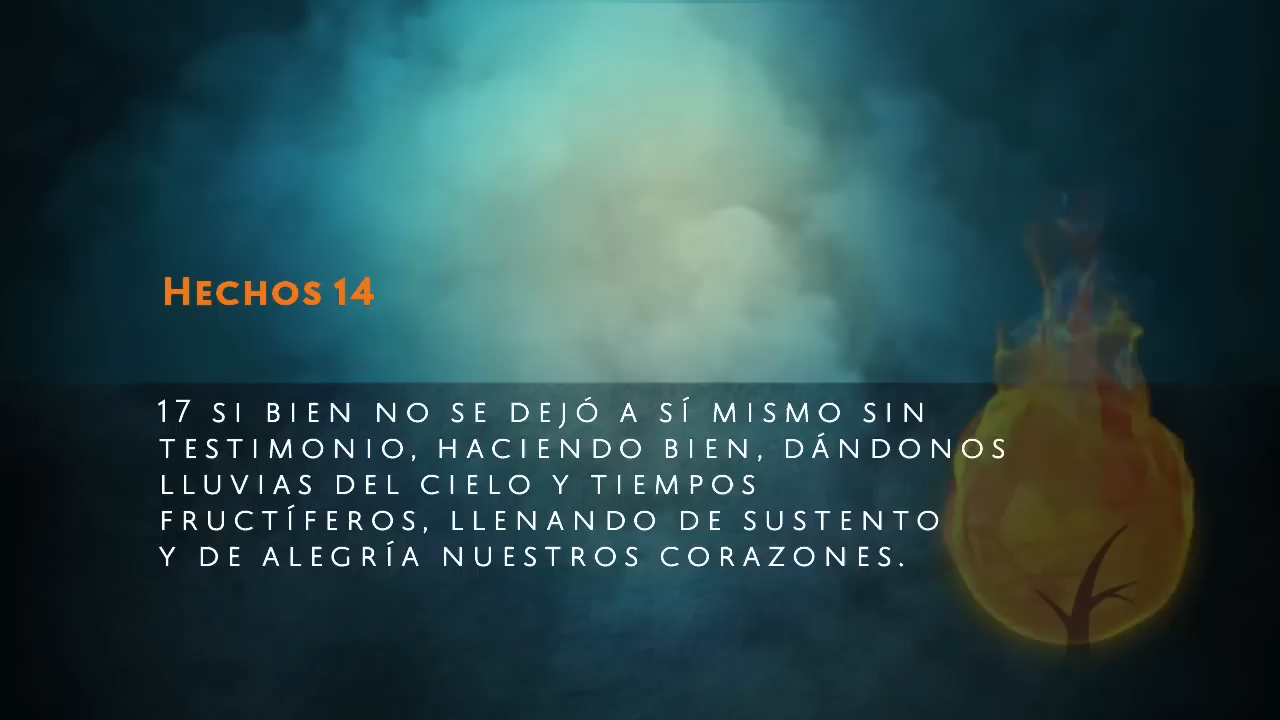 Hechos 14
17 SI BIEN NO SE DEJÓ A SÍ MISMO SIN
TESTIMONIO, HACIENDO BIEN, DÁNDONOS
LLUVIAS DEL CIELO Y TIEMPOS
FRUCTÍFEROS, LLENANDO DE SUSTENTO
Y DE ALEGRÍA NUESTROS CORAZONES.